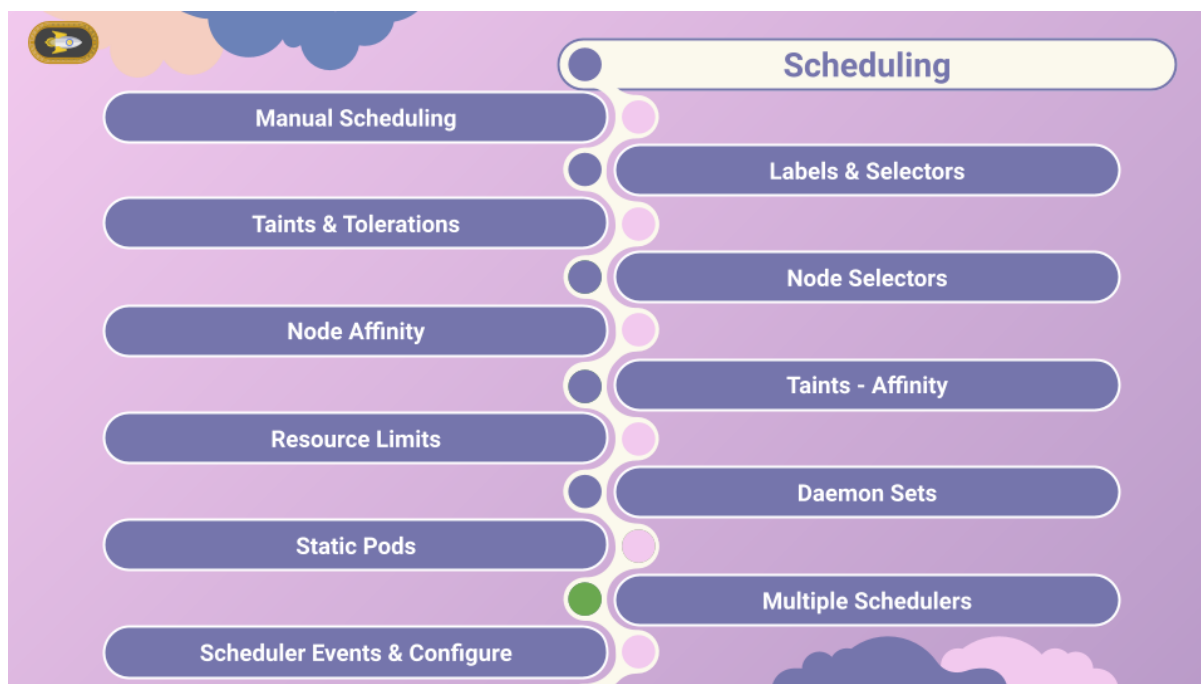 Scheduling
Manual Scheduling
Labels & Selectors
Taints & Tolerations
Node Selectors
Node Affinity
Taints - Affinity
Resource Limits
Daemon Sets
Static Pods
Multiple Schedulers
Scheduler Events & Configure